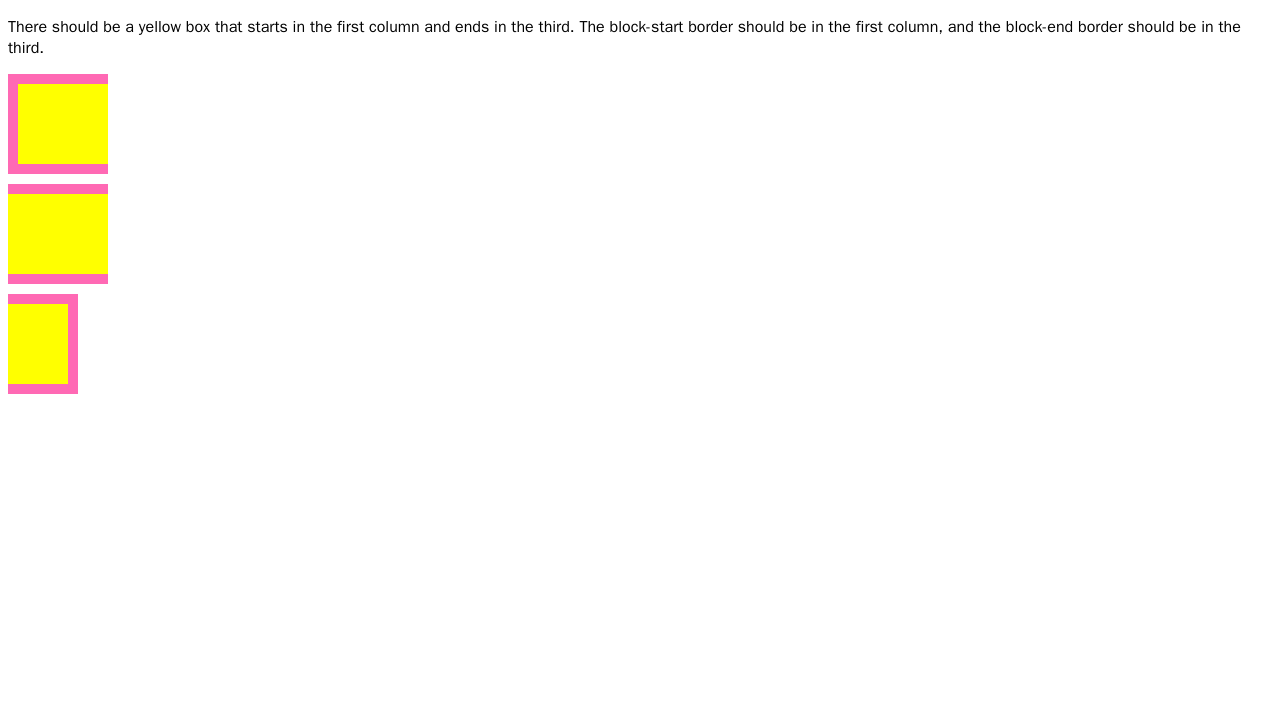 There should be a yellow box that starts in the first column and ends in the third. The block-start border should be in the first column, and the block-end border should be in the
third.